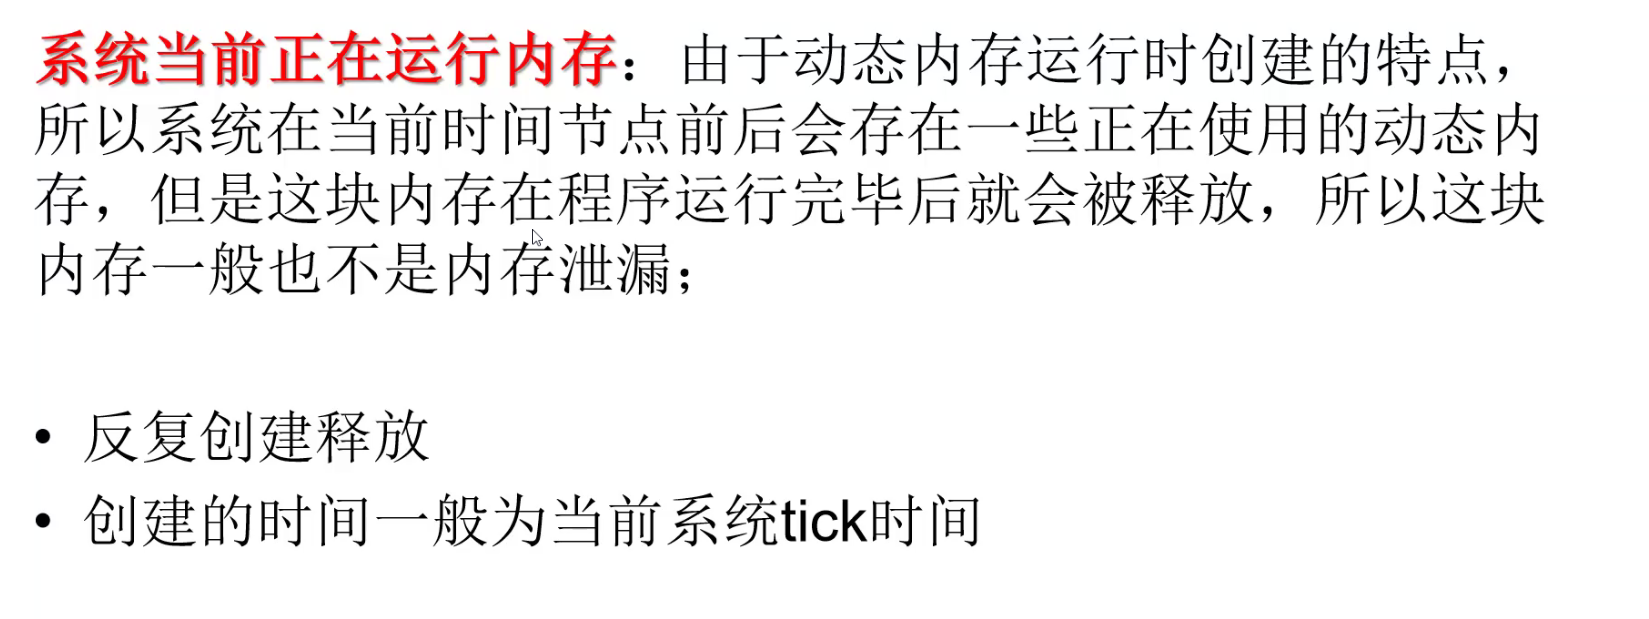 系统当前正在运行内存：由于动态内存运行时创建的特点，
所以系统在当前时间节点前后会存在一些正在使用的动态内
存，但是这块内存在程序运行完毕后就会被释放，所以这块
内存一般也不是内存泄漏；
• 反复创建释放
• 创建的时间一般为当前系统tick时间